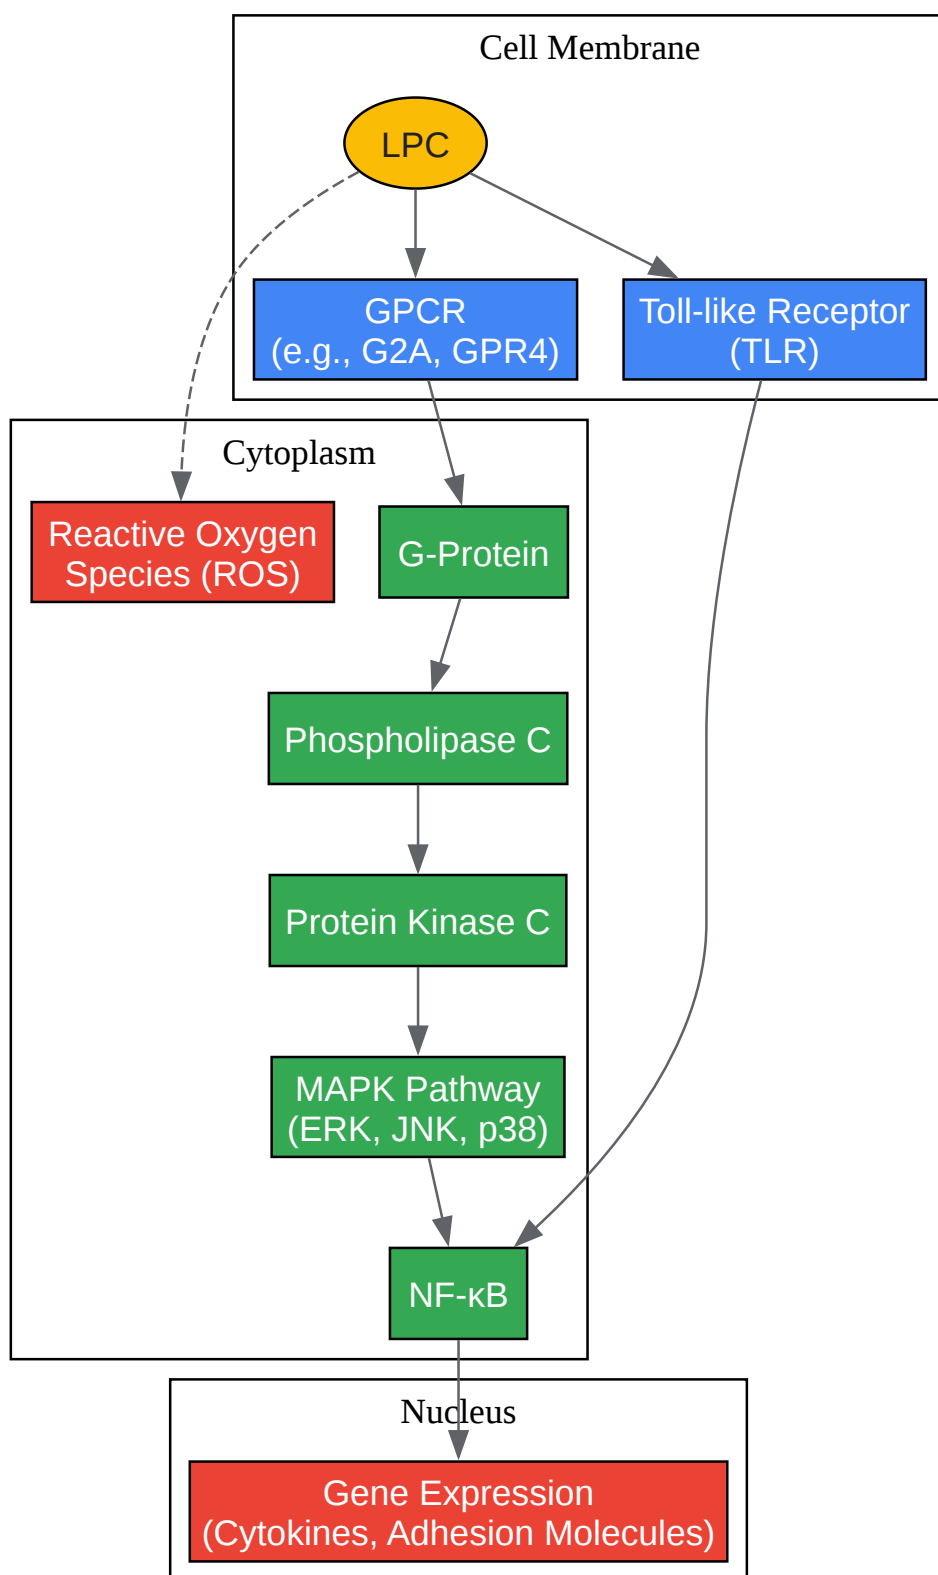 Cell Membrane
LPC
GPCR
(e.g., G2A, GPR4)
Toll-like Receptor
(TLR)
Cytoplasm
Reactive Oxygen
Species (ROS)
G-Protein
Phospholipase C
Protein Kinase C
MAPK Pathway
(ERK, JNK, p38)
NF-κB
Nucleus
Gene Expression
(Cytokines, Adhesion Molecules)